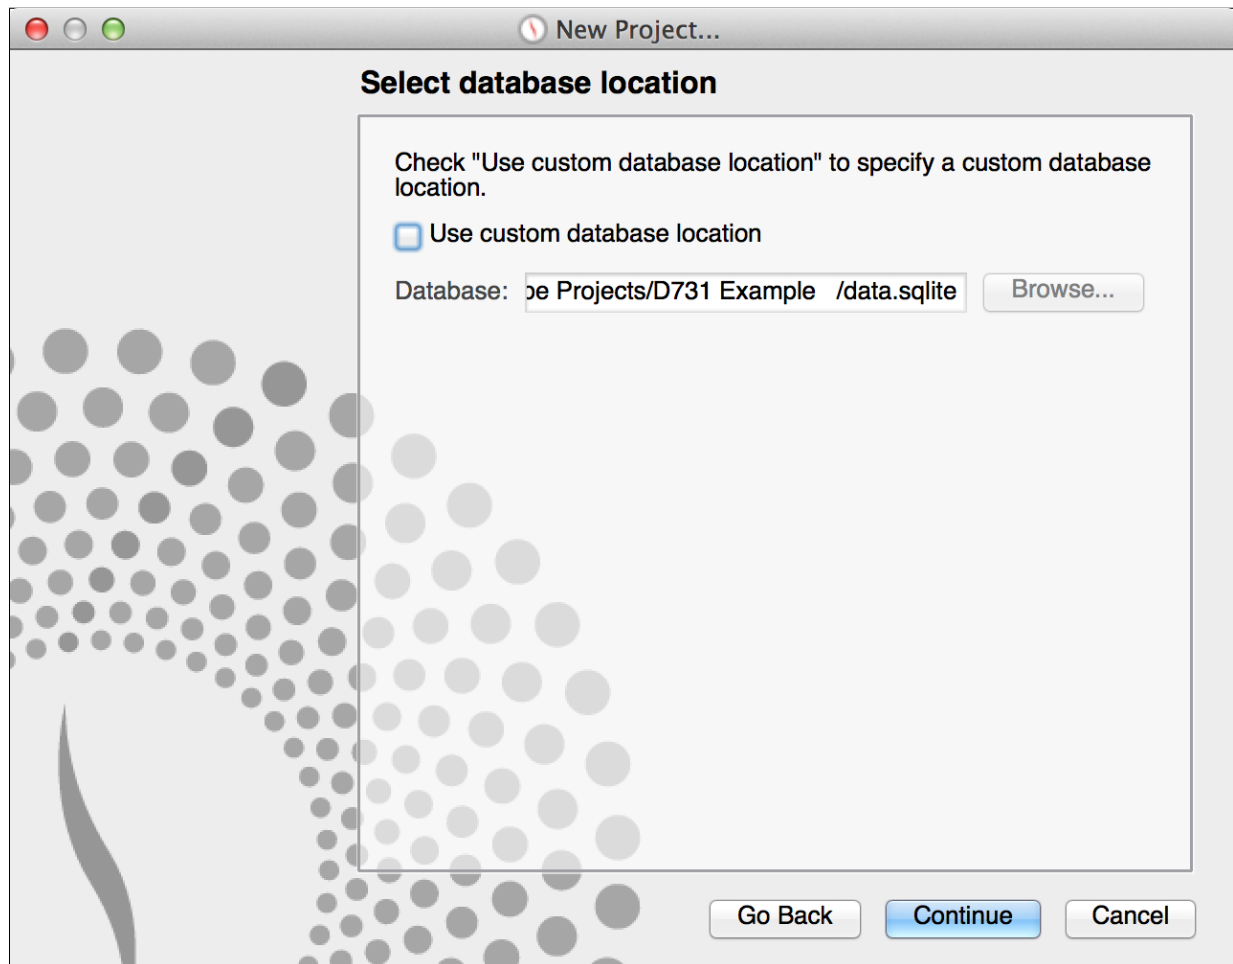 New Project...
Select database location
Check "Use custom database location" to specify a custom database
location.
Use custom database location
Database: Projects/D731 Example /data.sqlite Browse...
Go Back Continue Cancel